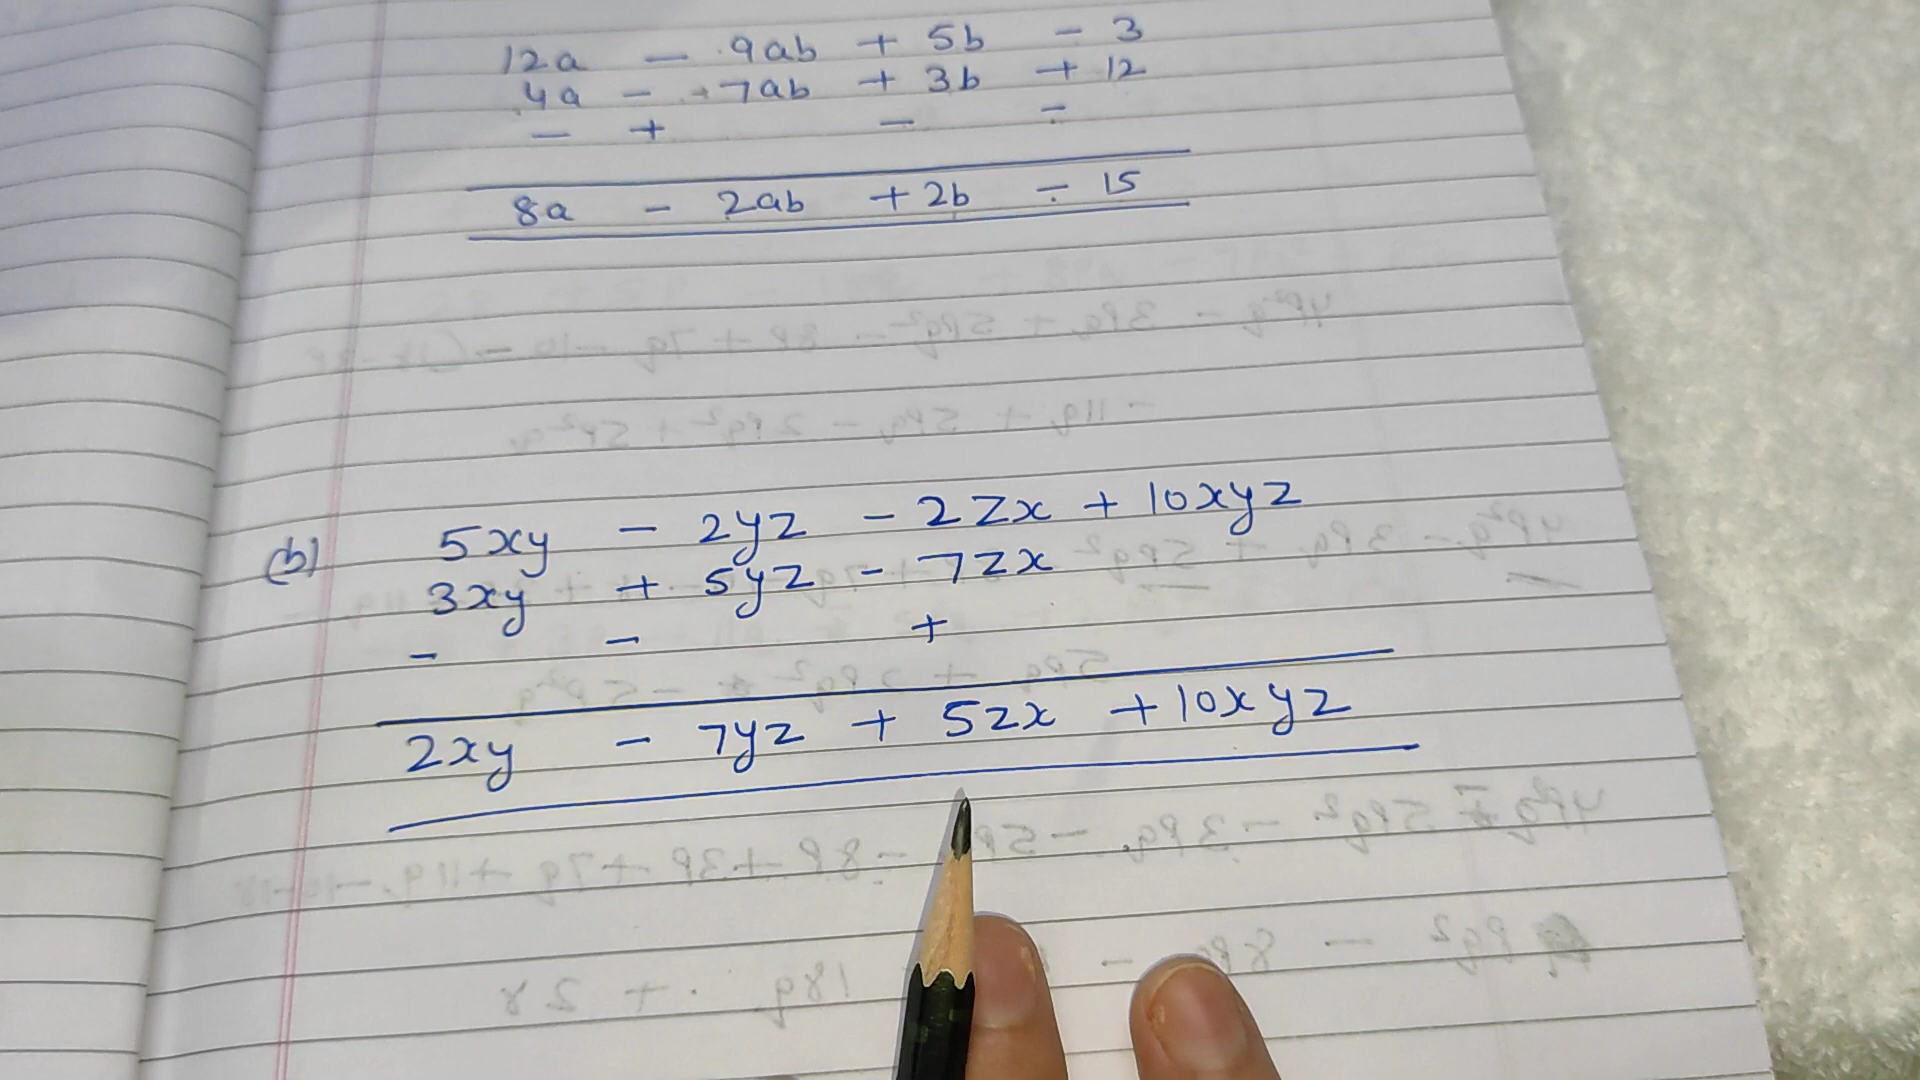 12a - 9ab + 5b - 3
4a - 7ab + 3b + 12
- + - -
8a - 2ab + 2b - 15
(b) 5xy - 2yz - 2zx + 10xyz
3xy + 5yz - 7zx
- - +
2xy - 7yz + 5zx + 10xyz